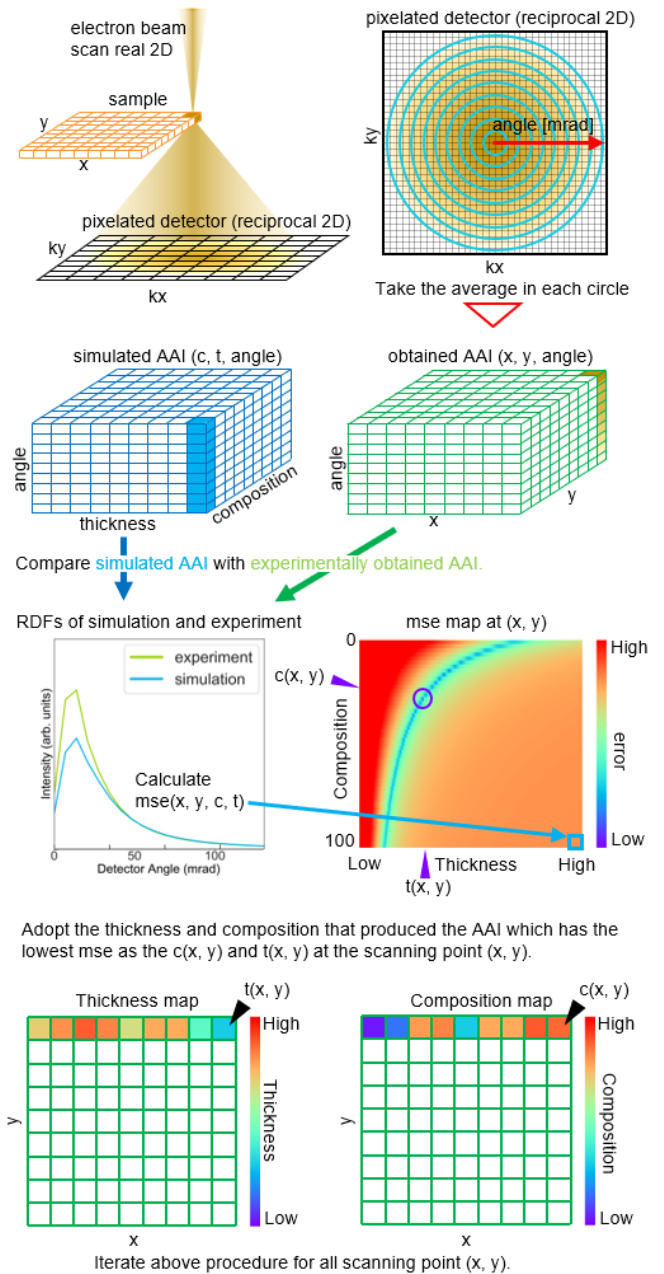 electron beam
scan real 2D
sample
y
x
pixelated detector (reciprocal 2D)
ky
kx
pixelated detector (reciprocal 2D)
angle [mrad]
ky
kx
Take the average in each circle
simulated AAI (c, t, angle)
angle
thickness
composition
obtained AAI (x, y, angle)
angle
x
y
Compare simulated AAI with experimentally obtained AAI.
RDFs of simulation and experiment
experiment
simulation
Intensity (arb. units)
Calculate
mse(x, y, c, t)
0
50
100
Detector Angle (mrad)
mse map at (x, y)
0
c(x, y)
Composition
100
Low
Thickness
High
t(x, y)
High
error
Low
Adopt the thickness and composition that produced the AAI which has the
lowest mse as the c(x, y) and t(x, y) at the scanning point (x, y).
t(x, y)
Thickness map
High
Thickness
Low
y
x
c(x, y)
Composition map
High
Composition
Low
y
x
Iterate above procedure for all scanning point (x, y).